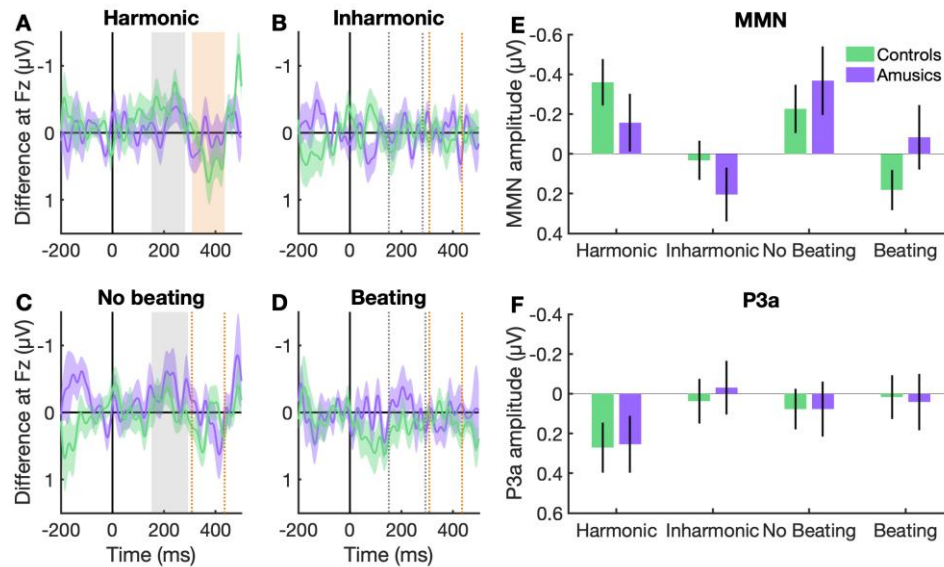 A Harmonic
Difference at Fz (µV)
-1
0
1
-200 0 200 400
B Inharmonic
-1
0
1
-200 0 200 400
C No beating
Difference at Fz (µV)
-1
0
1
-200 0 200 400
Time (ms)
D Beating
-1
0
1
-200 0 200 400
Time (ms)
E MMN
MMN amplitude (µV)
-0.6
-0.4
-0.2
0
0.2
0.4
Controls
Amusics
Harmonic Inharmonic No Beating Beating
F P3a
P3a amplitude (µV)
-0.4
-0.2
0
0.2
0.4
0.6
Harmonic Inharmonic No Beating Beating